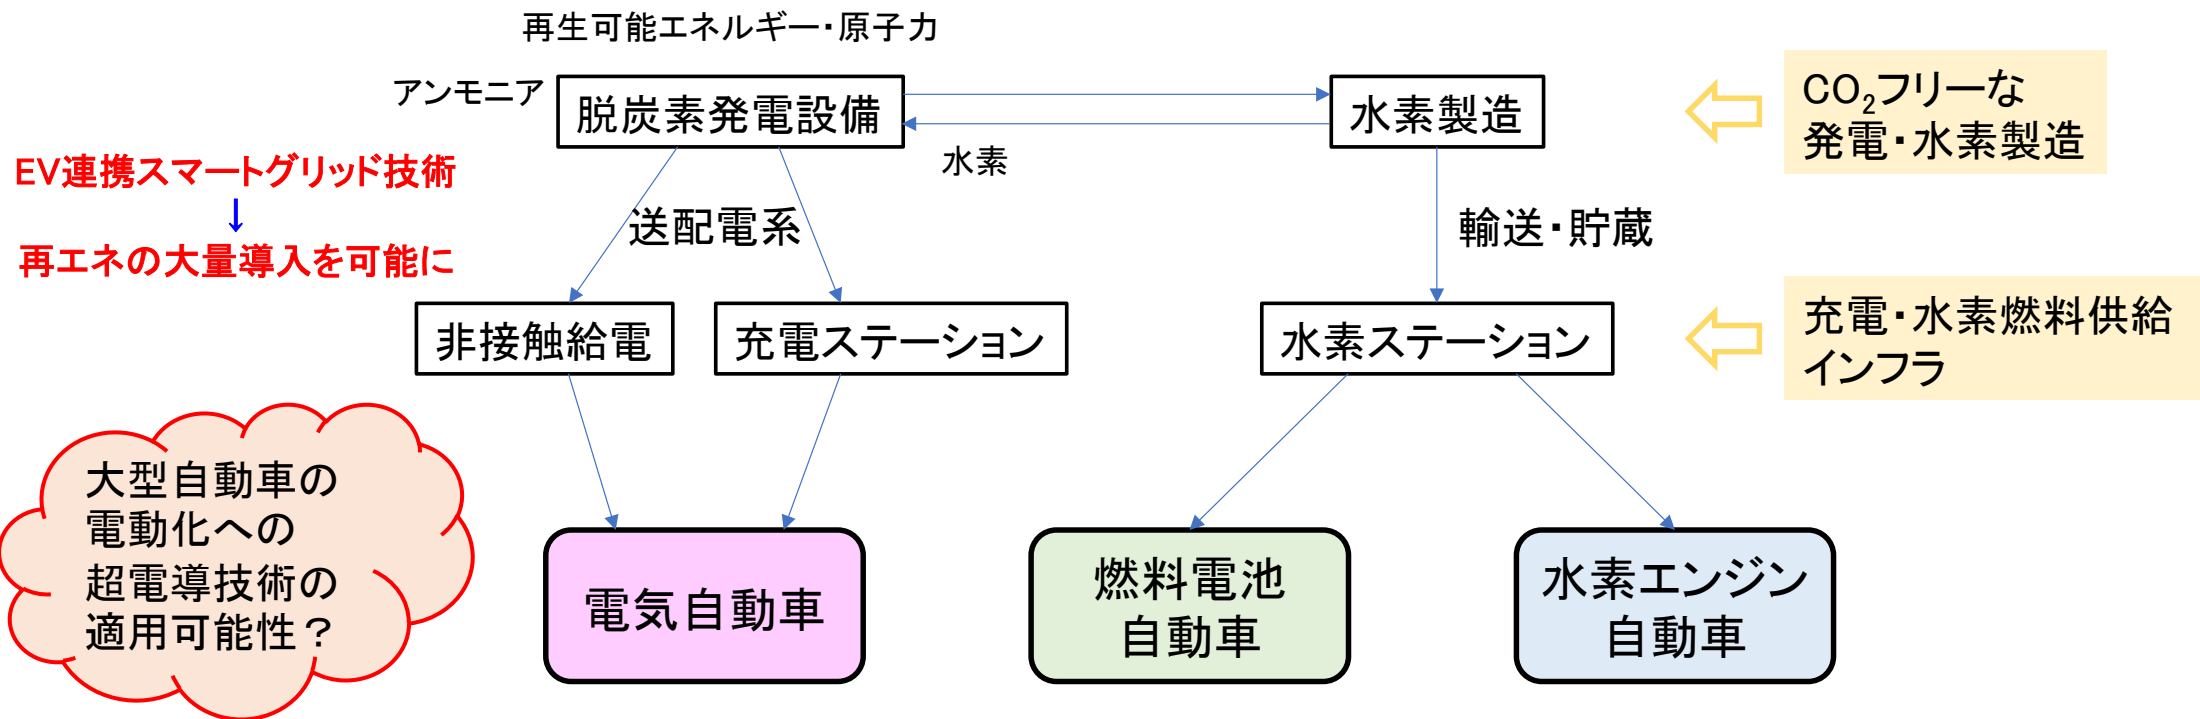 再生可能エネルギー・原子力
アンモニア
脱炭素発電設備
水素製造
CO₂フリーな
発電・水素製造
水素
EV連携スマートグリッド技術
↓
再エネの大量導入を可能に
送配電系
輸送・貯蔵
非接触給電
充電ステーション
水素ステーション
充電・水素燃料供給
インフラ
大型自動車の
電動化への
超電導技術の
適用可能性？
電気自動車
燃料電池
自動車
水素エンジン
自動車